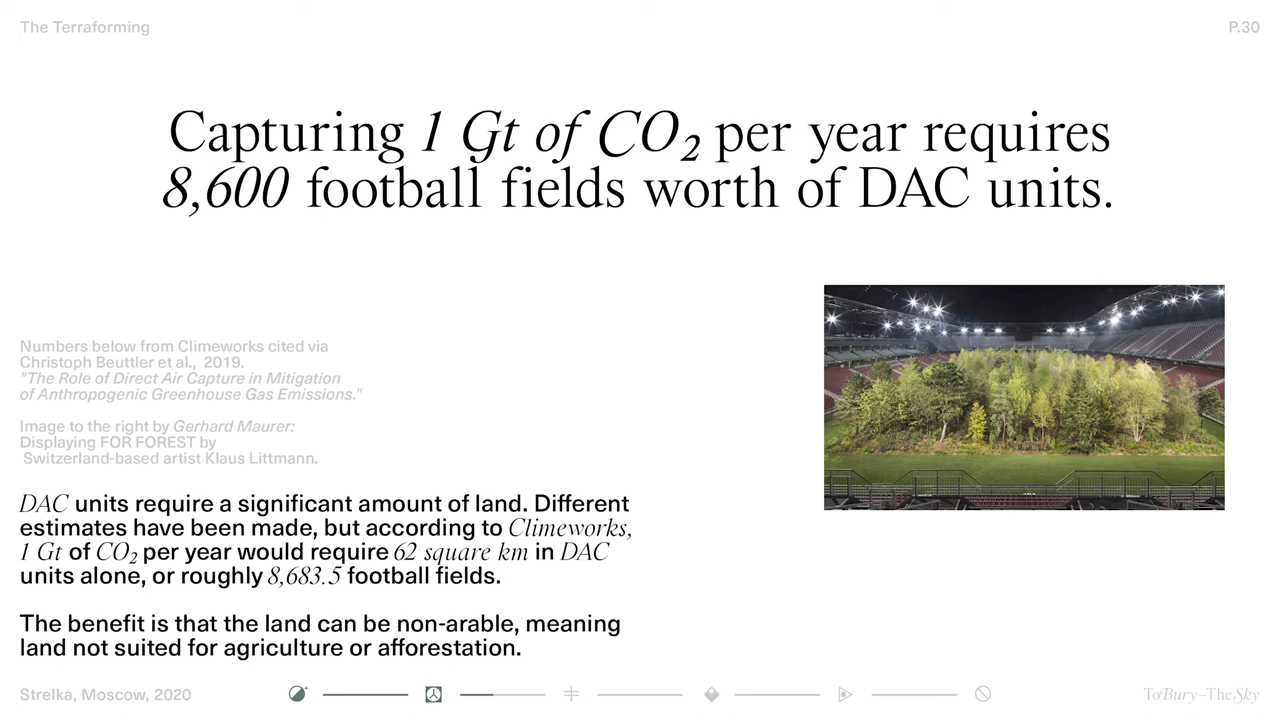 The Terraforming
P.30
Capturing 1 Gt of CO₂ per year requires
8,600 football fields worth of DAC units.
Numbers below from Climeworks cited via
Christoph Beuttler et al., 2019.
"The Role of Direct Air Capture in Mitigation
of Anthropogenic Greenhouse Gas Emissions."
Image to the right by Gerhard Maurer:
Displaying FOR FOREST by
Switzerland-based artist Klaus Littmann.
DAC units require a significant amount of land. Different
estimates have been made, but according to Climeworks,
1 Gt of CO₂ per year would require 62 square km in DAC
units alone, or roughly 8,683.5 football fields.
The benefit is that the land can be non-arable, meaning
land not suited for agriculture or afforestation.
Strelka, Moscow, 2020
To Bury–The Sky